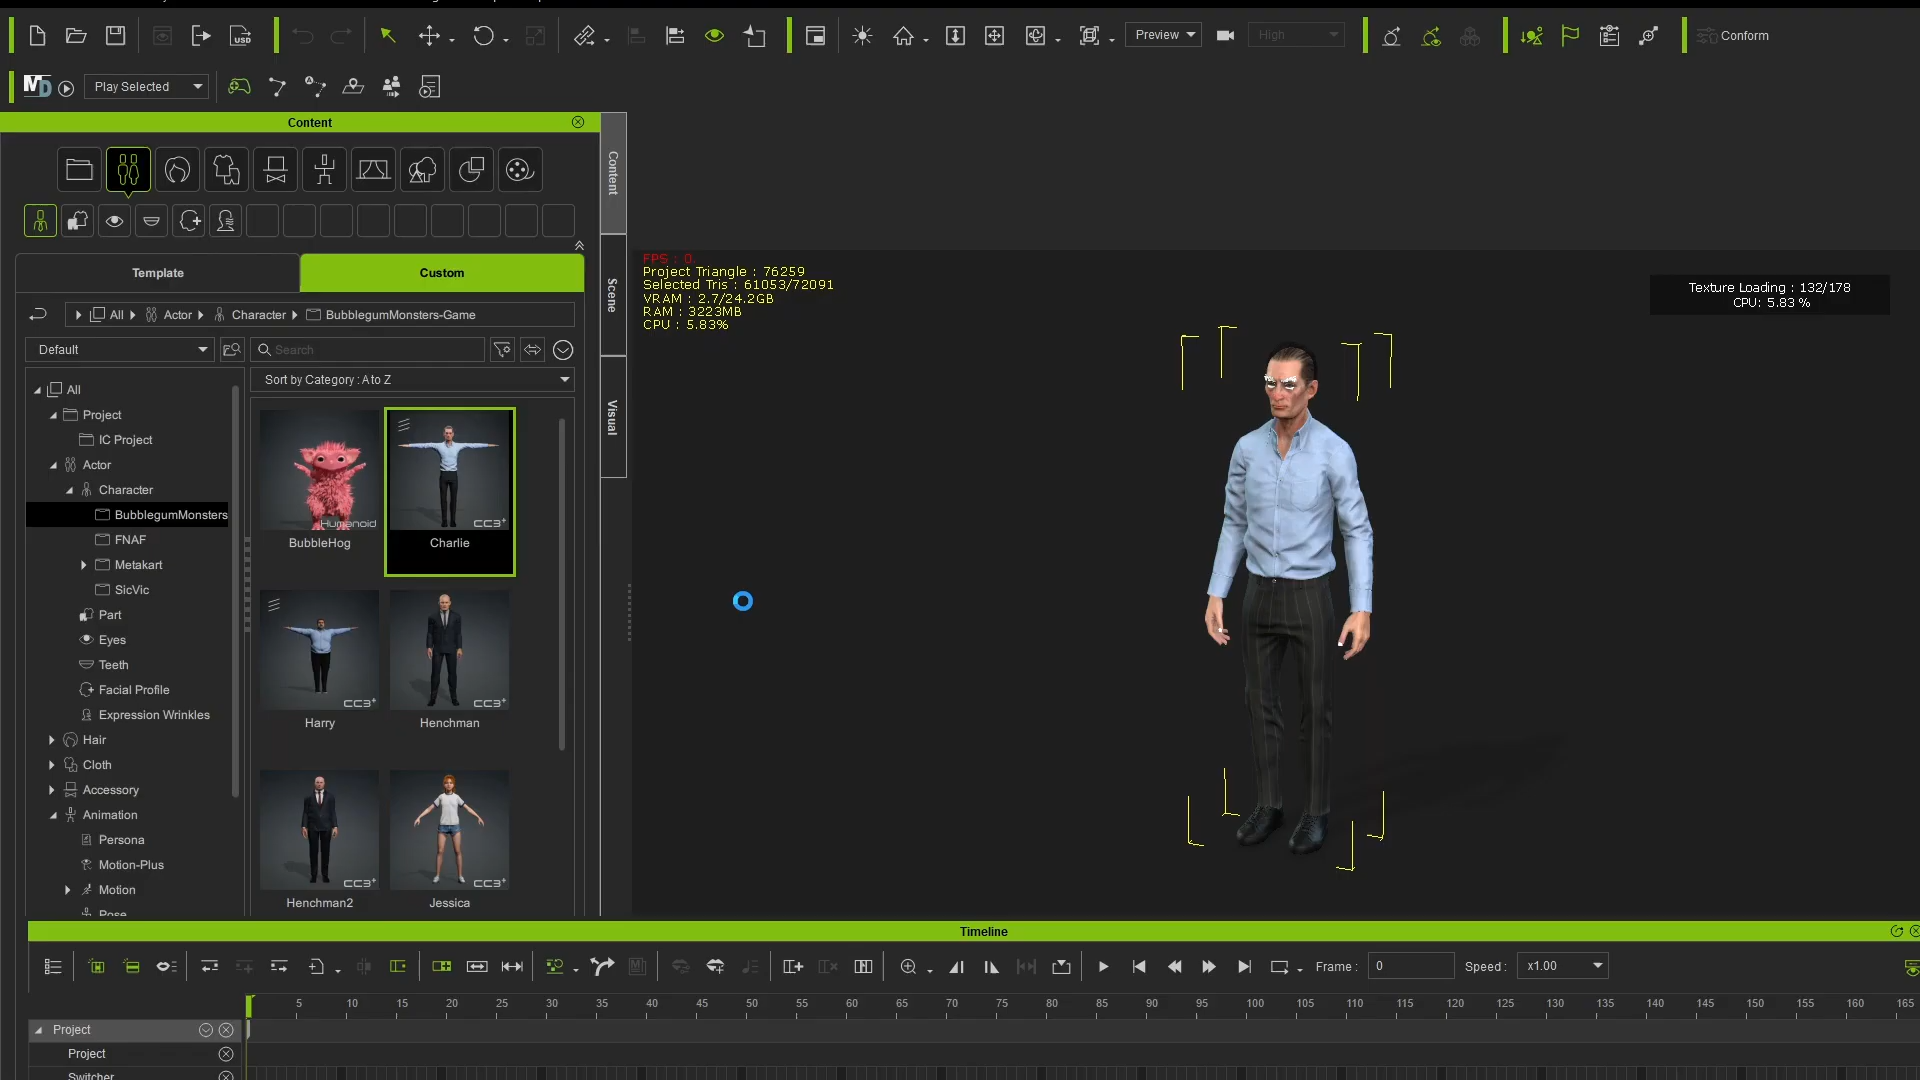 USD
Preview
High
Conform
MD
Play Selected
Content
Content
Scene
Visual
Template
Custom
All
Actor
Character
BubblegumMonsters-Game
Default
Search
Sort by Category : A to Z
All
Project
IC Project
Actor
Character
BubblegumMonsters
FNAF
Metakart
SicVic
Part
Eyes
Teeth
Facial Profile
Expression Wrinkles
Hair
Cloth
Accessory
Animation
Persona
Motion-Plus
Motion
Pose
Humanoid
BubbleHog
CC3+
Charlie
CC3+
Harry
CC3+
Henchman
CC3+
Henchman2
CC3+
Jessica
FPS : 0.
Project Triangle : 76259
Selected Tris : 61053/72091
VRAM : 2.7/24.2GB
RAM : 3223MB
CPU : 5.83%
Texture Loading : 132/178
CPU: 5.83 %
Timeline
Frame :
0
Speed :
x1.00
5 10 15 20 25 30 35 40 45 50 55 60 65 70 75 80 85 90 95 100 105 110 115 120 125 130 135 140 145 150 155 160 165
Project
Project
Switcher